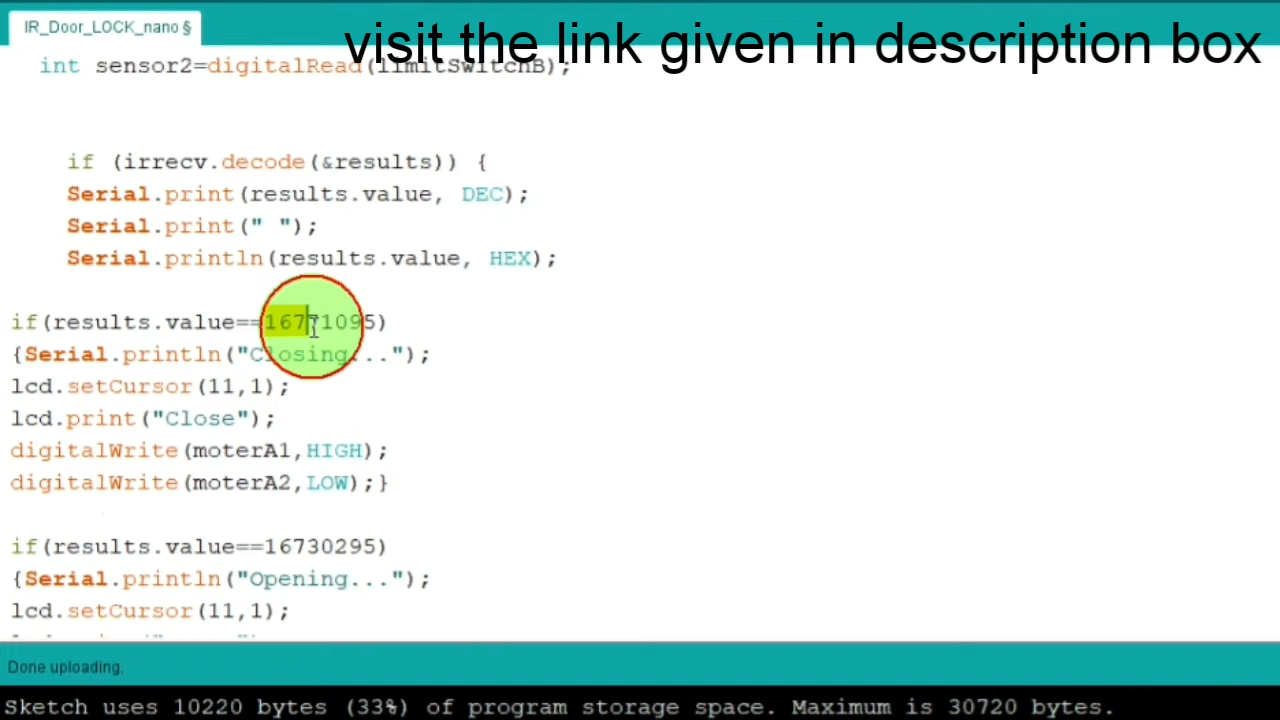 IR_Door_LOCK_nano §
visit the link given in description box
int sensor2=digitalRead(limitSwitchB);
if (irrecv.decode(&results)) {
Serial.print(results.value, DEC);
Serial.print(" ");
Serial.println(results.value, HEX);
if(results.value==16771095)
{Serial.println("Closing...");
lcd.setCursor(11,1);
lcd.print("Close");
digitalWrite(moterA1,HIGH);
digitalWrite(moterA2,LOW);}
if(results.value==16730295)
{Serial.println("Opening...");
lcd.setCursor(11,1);
Done uploading.
Sketch uses 10220 bytes (33%) of program storage space. Maximum is 30720 bytes.